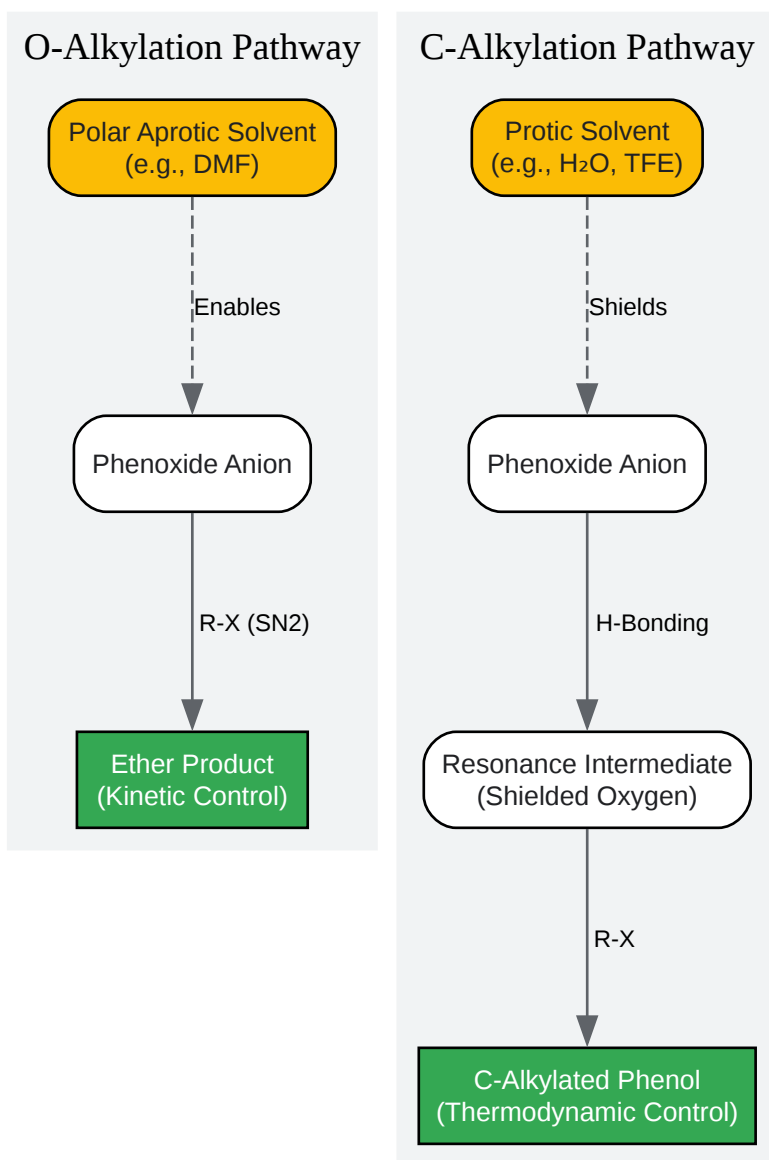 O-Alkylation Pathway
Polar Aprotic Solvent
(e.g., DMF)
Enables
Phenoxide Anion
R-X (SN2)
Ether Product
(Kinetic Control)
C-Alkylation Pathway
Protic Solvent
(e.g., H₂O, TFE)
Shields
Phenoxide Anion
H-Bonding
Resonance Intermediate
(Shielded Oxygen)
R-X
C-Alkylated Phenol
(Thermodynamic Control)